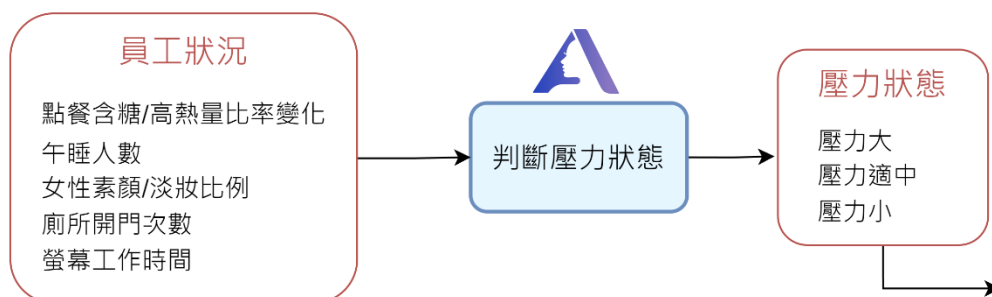 員工狀況
點餐含糖/高熱量比率變化
午睡人數
女性素顏/淡妝比例
廁所開門次數
螢幕工作時間
判斷壓力狀態
壓力狀態
壓力大
壓力適中
壓力小